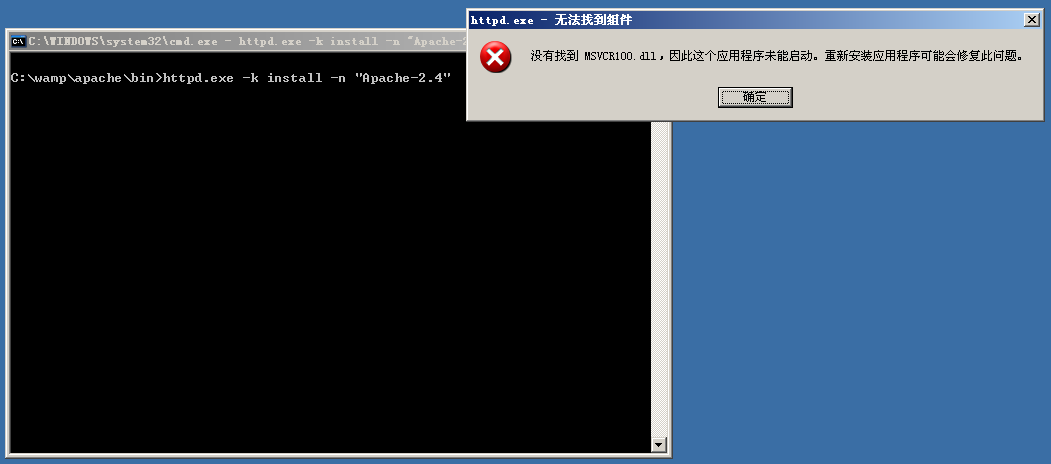 httpd.exe - 无法找到组件
没有找到 MSVCR100.dll，因此这个应用程序未能启动。重新安装应用程序可能会修复此问题。
确定
C:\WINDOWS\system32\cmd.exe - httpd.exe -k install -n "Apache-2
C:\wamp\apache\bin>httpd.exe -k install -n "Apache-2.4"